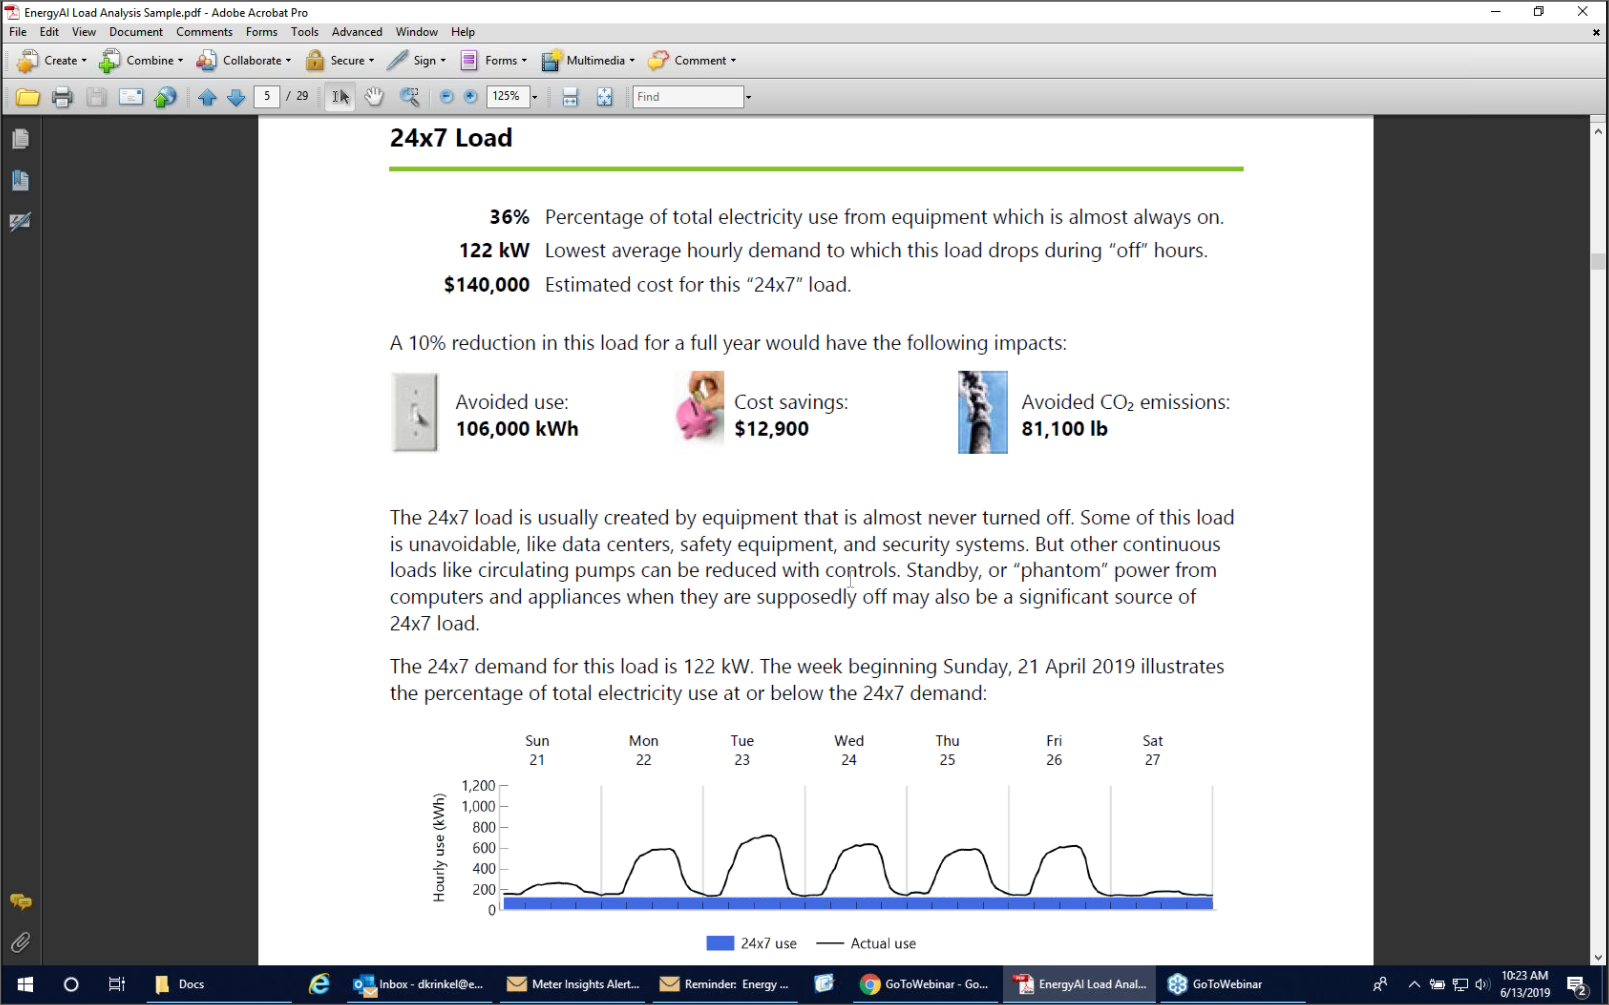 EnergyAI Load Analysis Sample.pdf - Adobe Acrobat Pro
File Edit View Document Comments Forms Tools Advanced Window Help
Create Combine Collaborate Secure Sign Forms Multimedia Comment
5 / 29 125% Find
24x7 Load
36% Percentage of total electricity use from equipment which is almost always on.
122 kW Lowest average hourly demand to which this load drops during “off” hours.
$140,000 Estimated cost for this “24x7” load.
A 10% reduction in this load for a full year would have the following impacts:
Avoided use: Cost savings: Avoided CO₂ emissions:
106,000 kWh $12,900 81,100 lb
The 24x7 load is usually created by equipment that is almost never turned off. Some of this load
is unavoidable, like data centers, safety equipment, and security systems. But other continuous
loads like circulating pumps can be reduced with controls. Standby, or “phantom” power from
computers and appliances when they are supposedly off may also be a significant source of
24x7 load.
The 24x7 demand for this load is 122 kW. The week beginning Sunday, 21 April 2019 illustrates
the percentage of total electricity use at or below the 24x7 demand:
Sun Mon Tue Wed Thu Fri Sat
21 22 23 24 25 26 27
Hourly use (kWh)
1,200
1,000
800
600
400
200
0
24x7 use Actual use
Docs Inbox - dkrinkel@e... Meter Insights Alert... Reminder: Energy ... GoToWebinar - Go... EnergyAI Load Anal... GoToWebinar
10:23 AM
6/13/2019
2